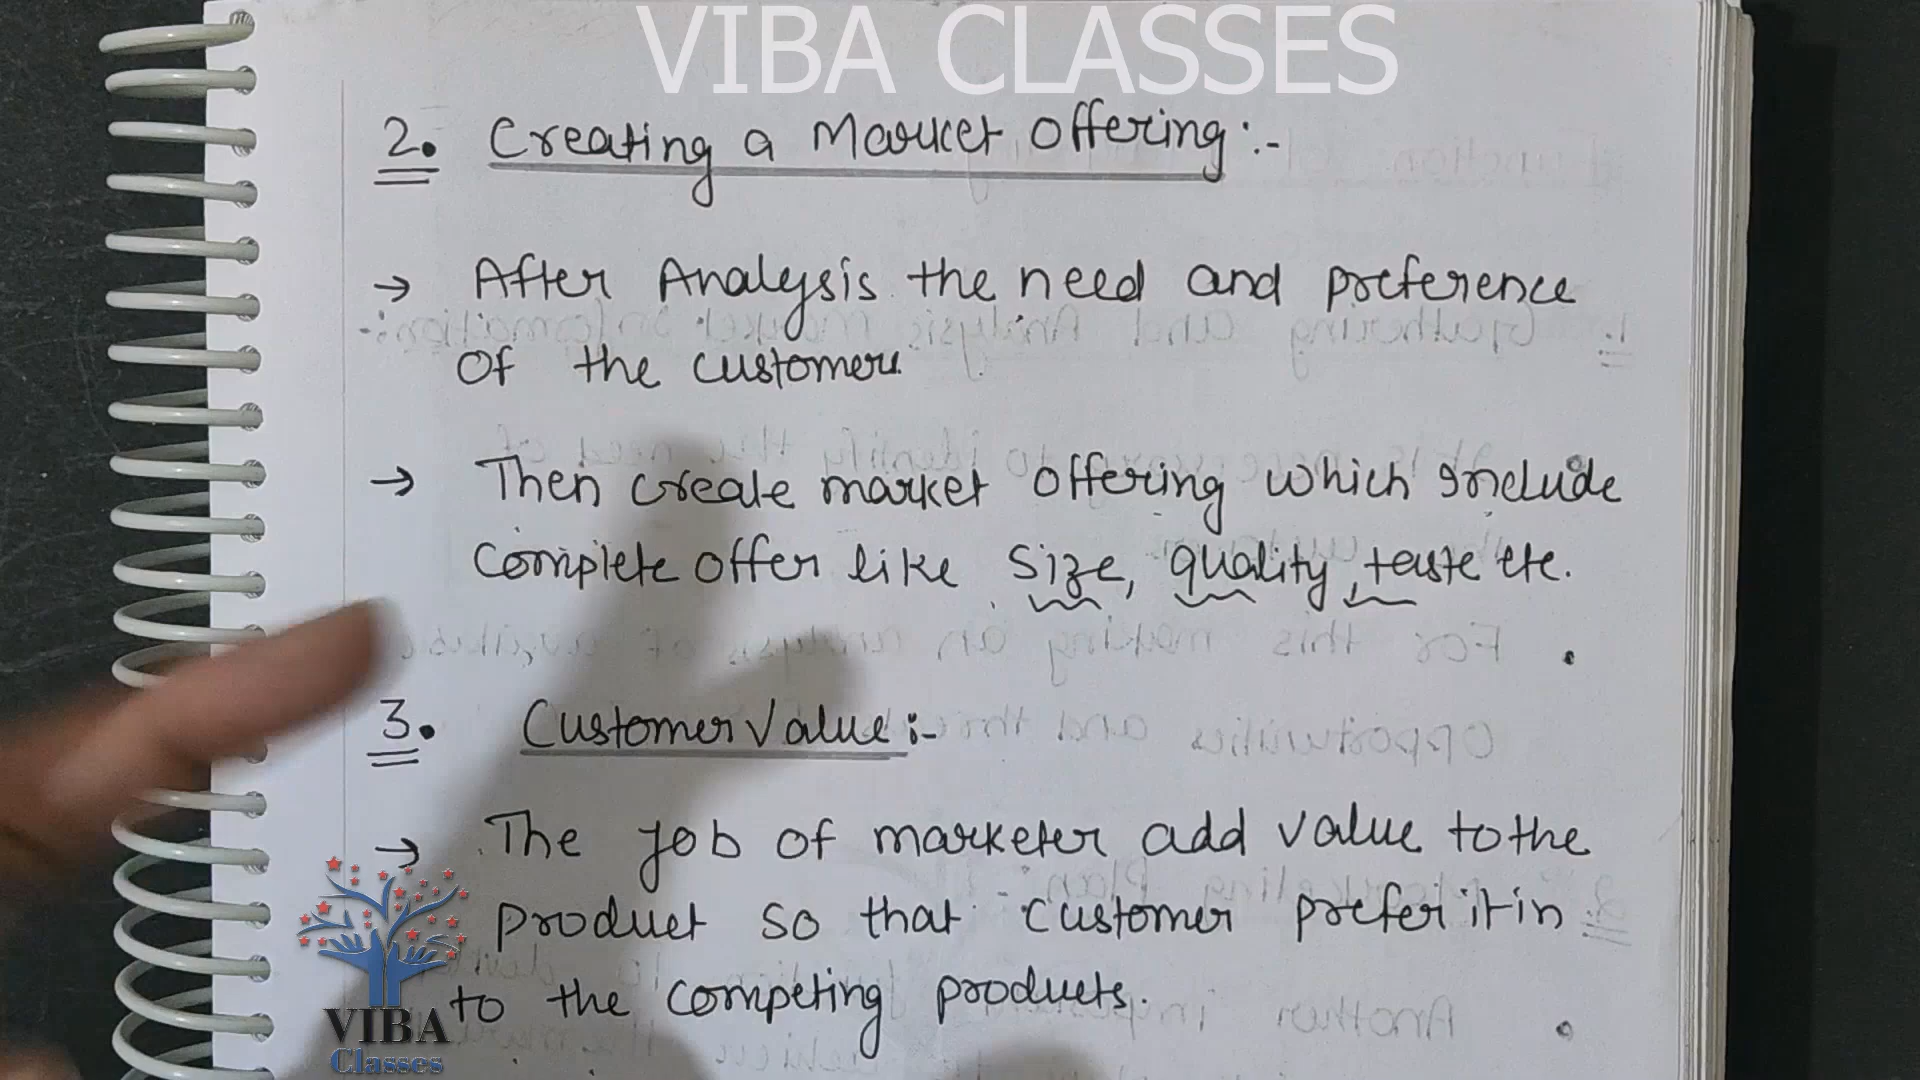 VIBA CLASSES
2. Creating a Market Offering :-
→ After Analysis the need and preference
of the customers.
→ Then create market offering which Include
complete offer like Size, quality, taste etc.
3. Customer Value :-
→ The job of marketer add value to the
product so that customer prefer it in
to the competing products.
VIBA
Classes